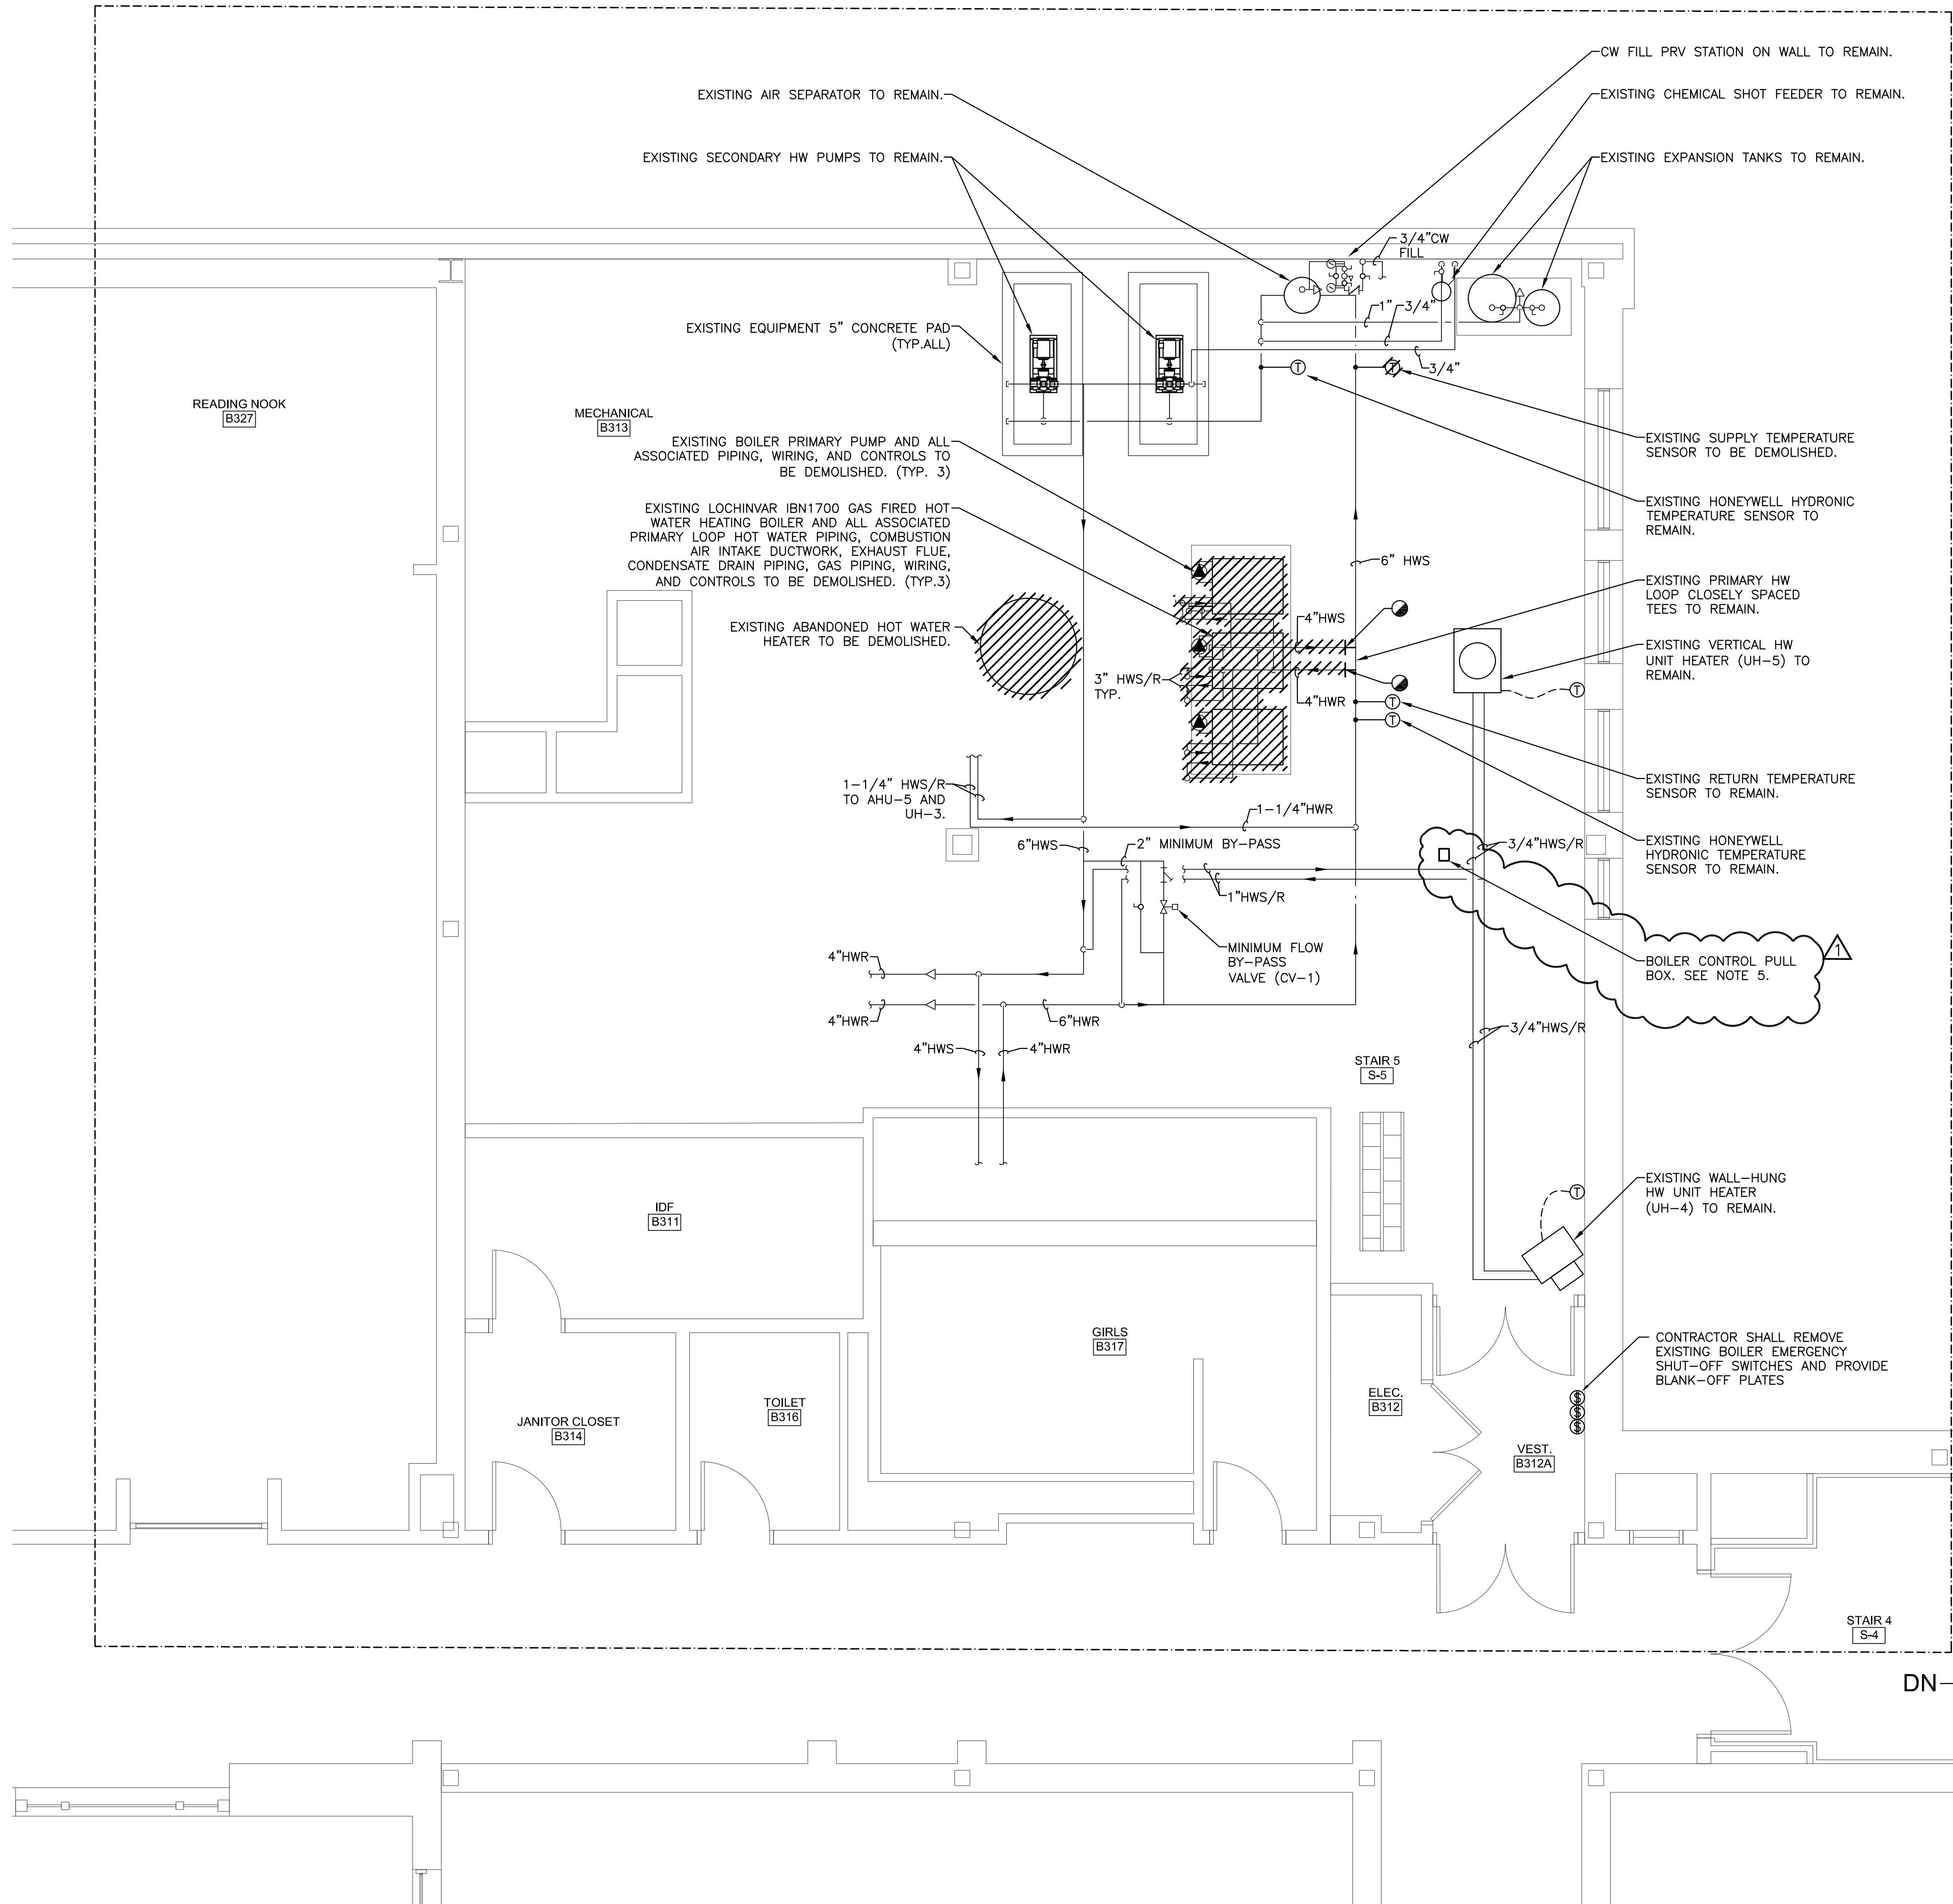 CW FILL PRV STATION ON WALL TO REMAIN.
EXISTING AIR SEPARATOR TO REMAIN.
EXISTING CHEMICAL SHOT FEEDER TO REMAIN.
EXISTING SECONDARY HW PUMPS TO REMAIN.
EXISTING EXPANSION TANKS TO REMAIN.
3/4"CW
FILL
1"
3/4"
3/4"
EXISTING EQUIPMENT 5" CONCRETE PAD
(TYP.ALL)
T
T
READING NOOK
B327
MECHANICAL
B313
EXISTING BOILER PRIMARY PUMP AND ALL
ASSOCIATED PIPING, WIRING, AND CONTROLS TO
BE DEMOLISHED. (TYP. 3)
EXISTING SUPPLY TEMPERATURE
SENSOR TO BE DEMOLISHED.
EXISTING LOCHINVAR IBN1700 GAS FIRED HOT
WATER HEATING BOILER AND ALL ASSOCIATED
PRIMARY LOOP HOT WATER PIPING, COMBUSTION
AIR INTAKE DUCTWORK, EXHAUST FLUE,
CONDENSATE DRAIN PIPING, GAS PIPING, WIRING,
AND CONTROLS TO BE DEMOLISHED. (TYP.3)
EXISTING HONEYWELL HYDRONIC
TEMPERATURE SENSOR TO
REMAIN.
6" HWS
EXISTING PRIMARY HW
LOOP CLOSELY SPACED
TEES TO REMAIN.
EXISTING ABANDONED HOT WATER
HEATER TO BE DEMOLISHED.
4"HWS
EXISTING VERTICAL HW
UNIT HEATER (UH-5) TO
REMAIN.
3" HWS/R
TYP.
4"HWR
T
T
T
1-1/4" HWS/R
TO AHU-5 AND
UH-3.
EXISTING RETURN TEMPERATURE
SENSOR TO REMAIN.
1-1/4"HWR
6"HWS
2" MINIMUM BY-PASS
3/4"HWS/R
EXISTING HONEYWELL
HYDRONIC TEMPERATURE
SENSOR TO REMAIN.
1"HWS/R
MINIMUM FLOW
BY-PASS
VALVE (CV-1)
1
BOILER CONTROL PULL
BOX. SEE NOTE 5.
4"HWR
4"HWR
6"HWR
3/4"HWS/R
4"HWS
4"HWR
STAIR 5
S-5
EXISTING WALL-HUNG
HW UNIT HEATER
(UH-4) TO REMAIN.
T
IDF
B311
GIRLS
B317
CONTRACTOR SHALL REMOVE
EXISTING BOILER EMERGENCY
SHUT-OFF SWITCHES AND PROVIDE
BLANK-OFF PLATES
ELEC.
B312
TOILET
B316
JANITOR CLOSET
B314
$
$
$
VEST.
B312A
STAIR 4
S-4
DN